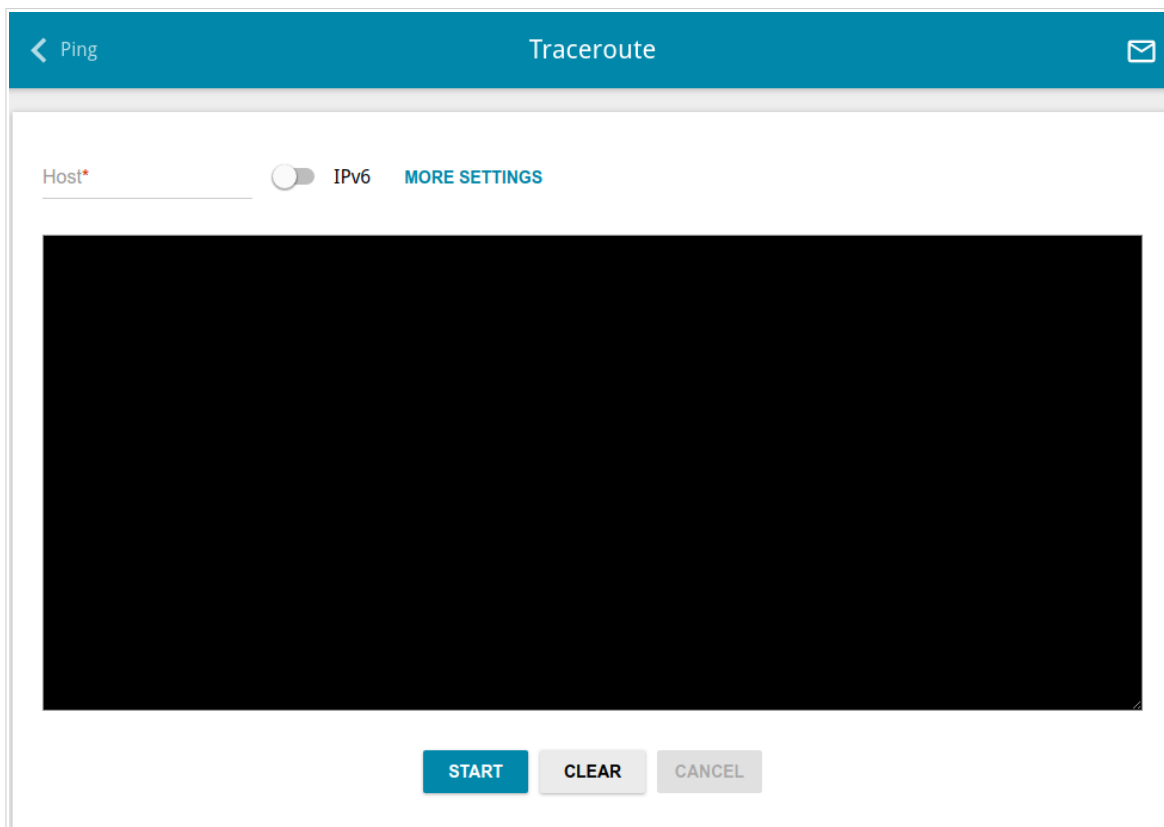 Ping
Traceroute
Host*
IPv6
MORE SETTINGS
START
CLEAR
CANCEL